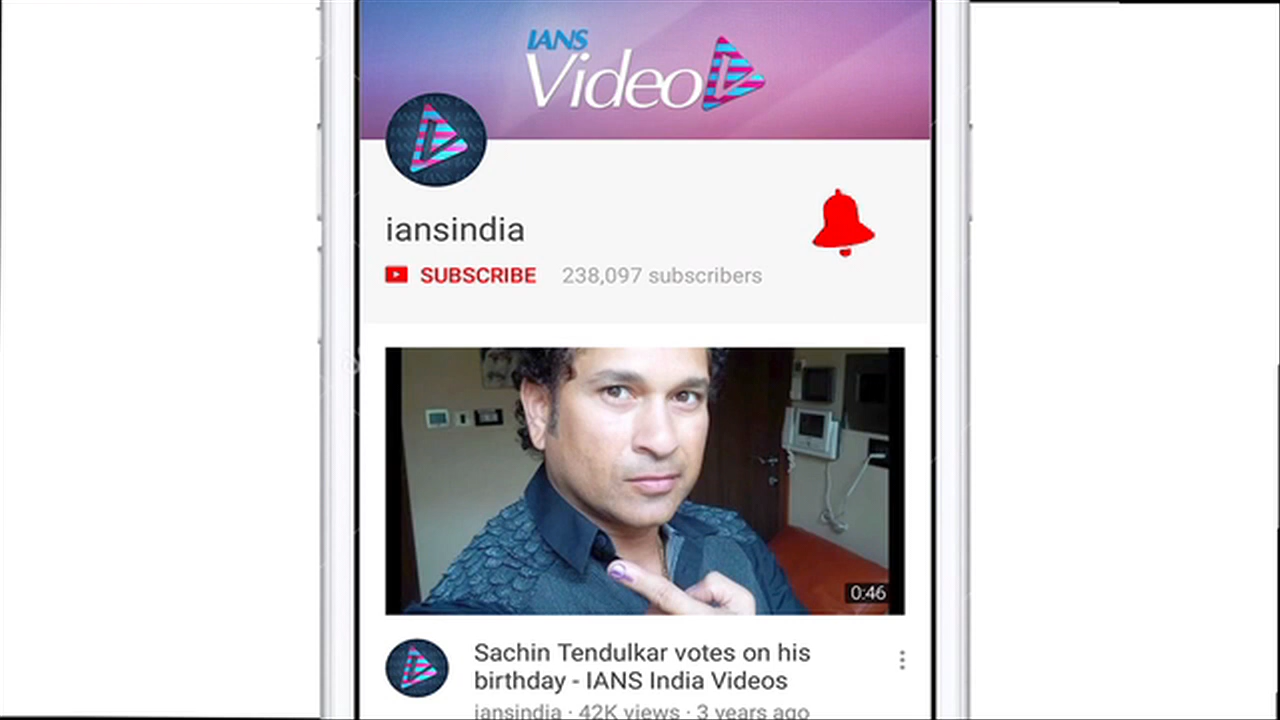 IANS
Video
iansindia
SUBSCRIBE 238,097 subscribers
0:46
Sachin Tendulkar votes on his
birthday - IANS India Videos
iansindia · 42K views · 3 years ago